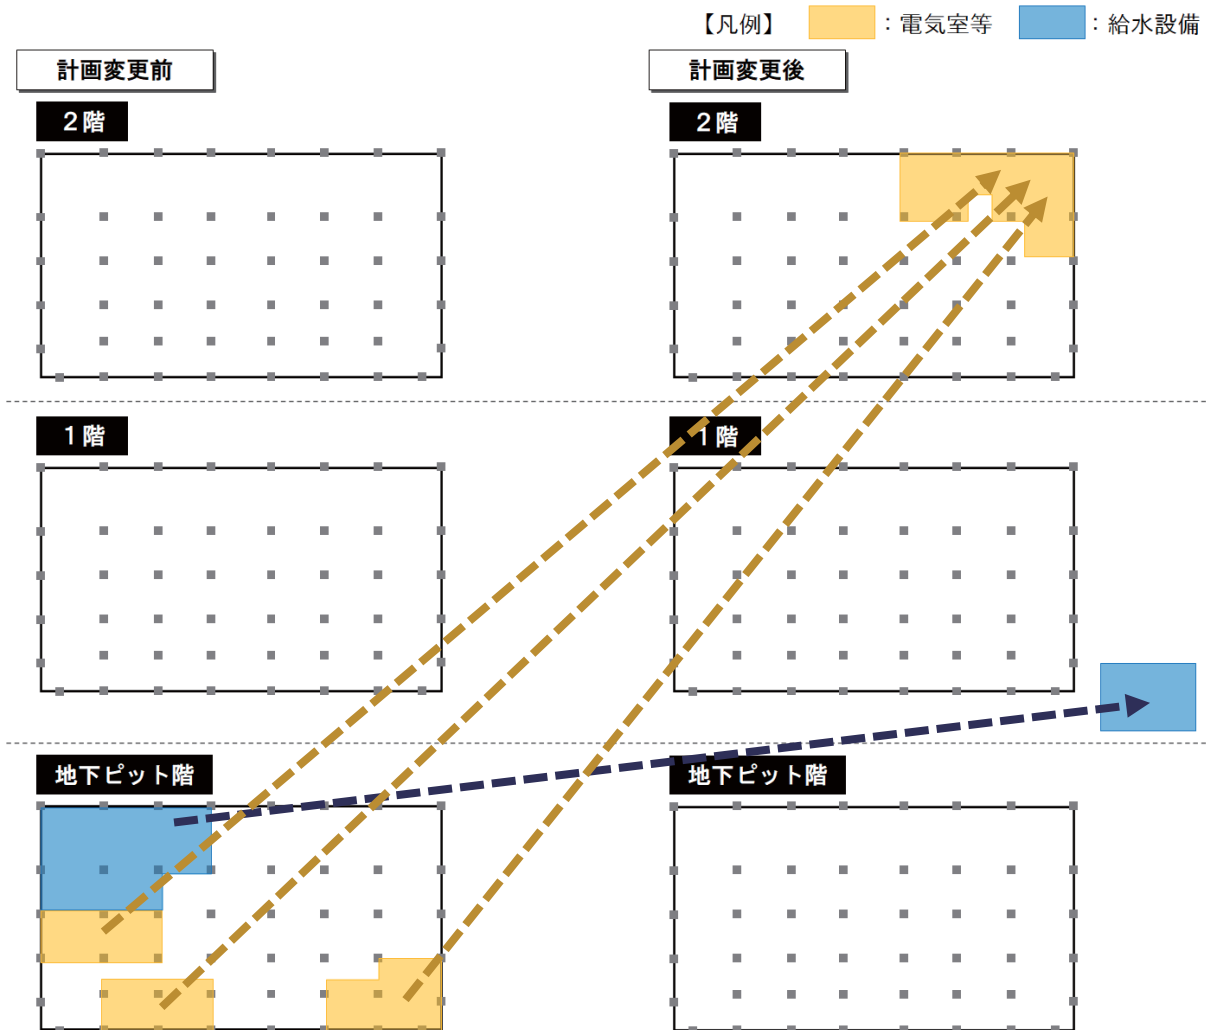 【凡例】 :電気室等 :給水設備
計画変更前
計画変更後
2階
2階
1階
1階
地下ピット階
地下ピット階